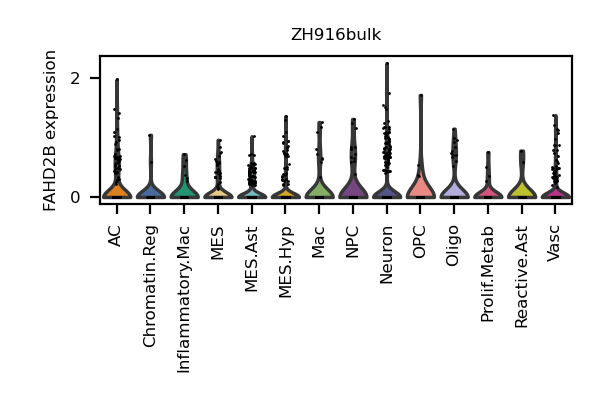 ZH916bulk
FAHD2B expression
2
0
AC
Chromatin.Reg
Inflammatory.Mac
MES
MES.Ast
MES.Hyp
Mac
NPC
Neuron
OPC
Oligo
Prolif.Metab
Reactive.Ast
Vasc